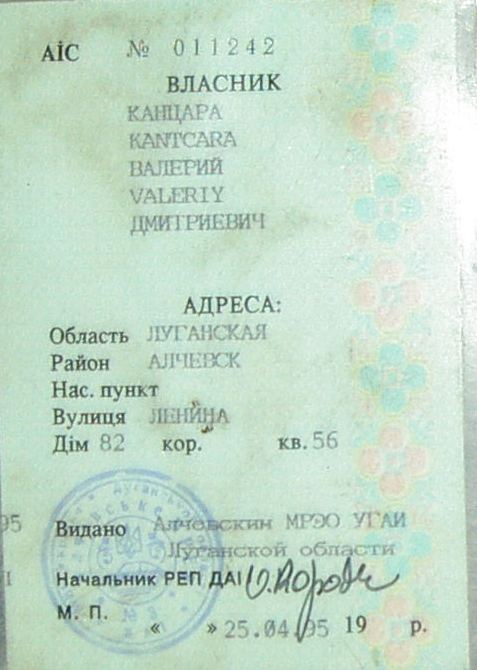 АІС № 011242
ВЛАСНИК
КАНЦАРА
KANTCARA
ВАЛЕРИЙ
VALERIY
ДМИТРИЕВИЧ
АДРЕСА:
Область ЛУГАНСКАЯ
Район АЛЧЕВСК
Нас. пункт
Вулиця ЛЕНИНА
Дім 82 кор. кв. 56
95 Видано Алчевским МРЭО УГАИ
Луганской области
Начальник РЕП ДАІ
М. П.
« » 25.04.95 19 р.